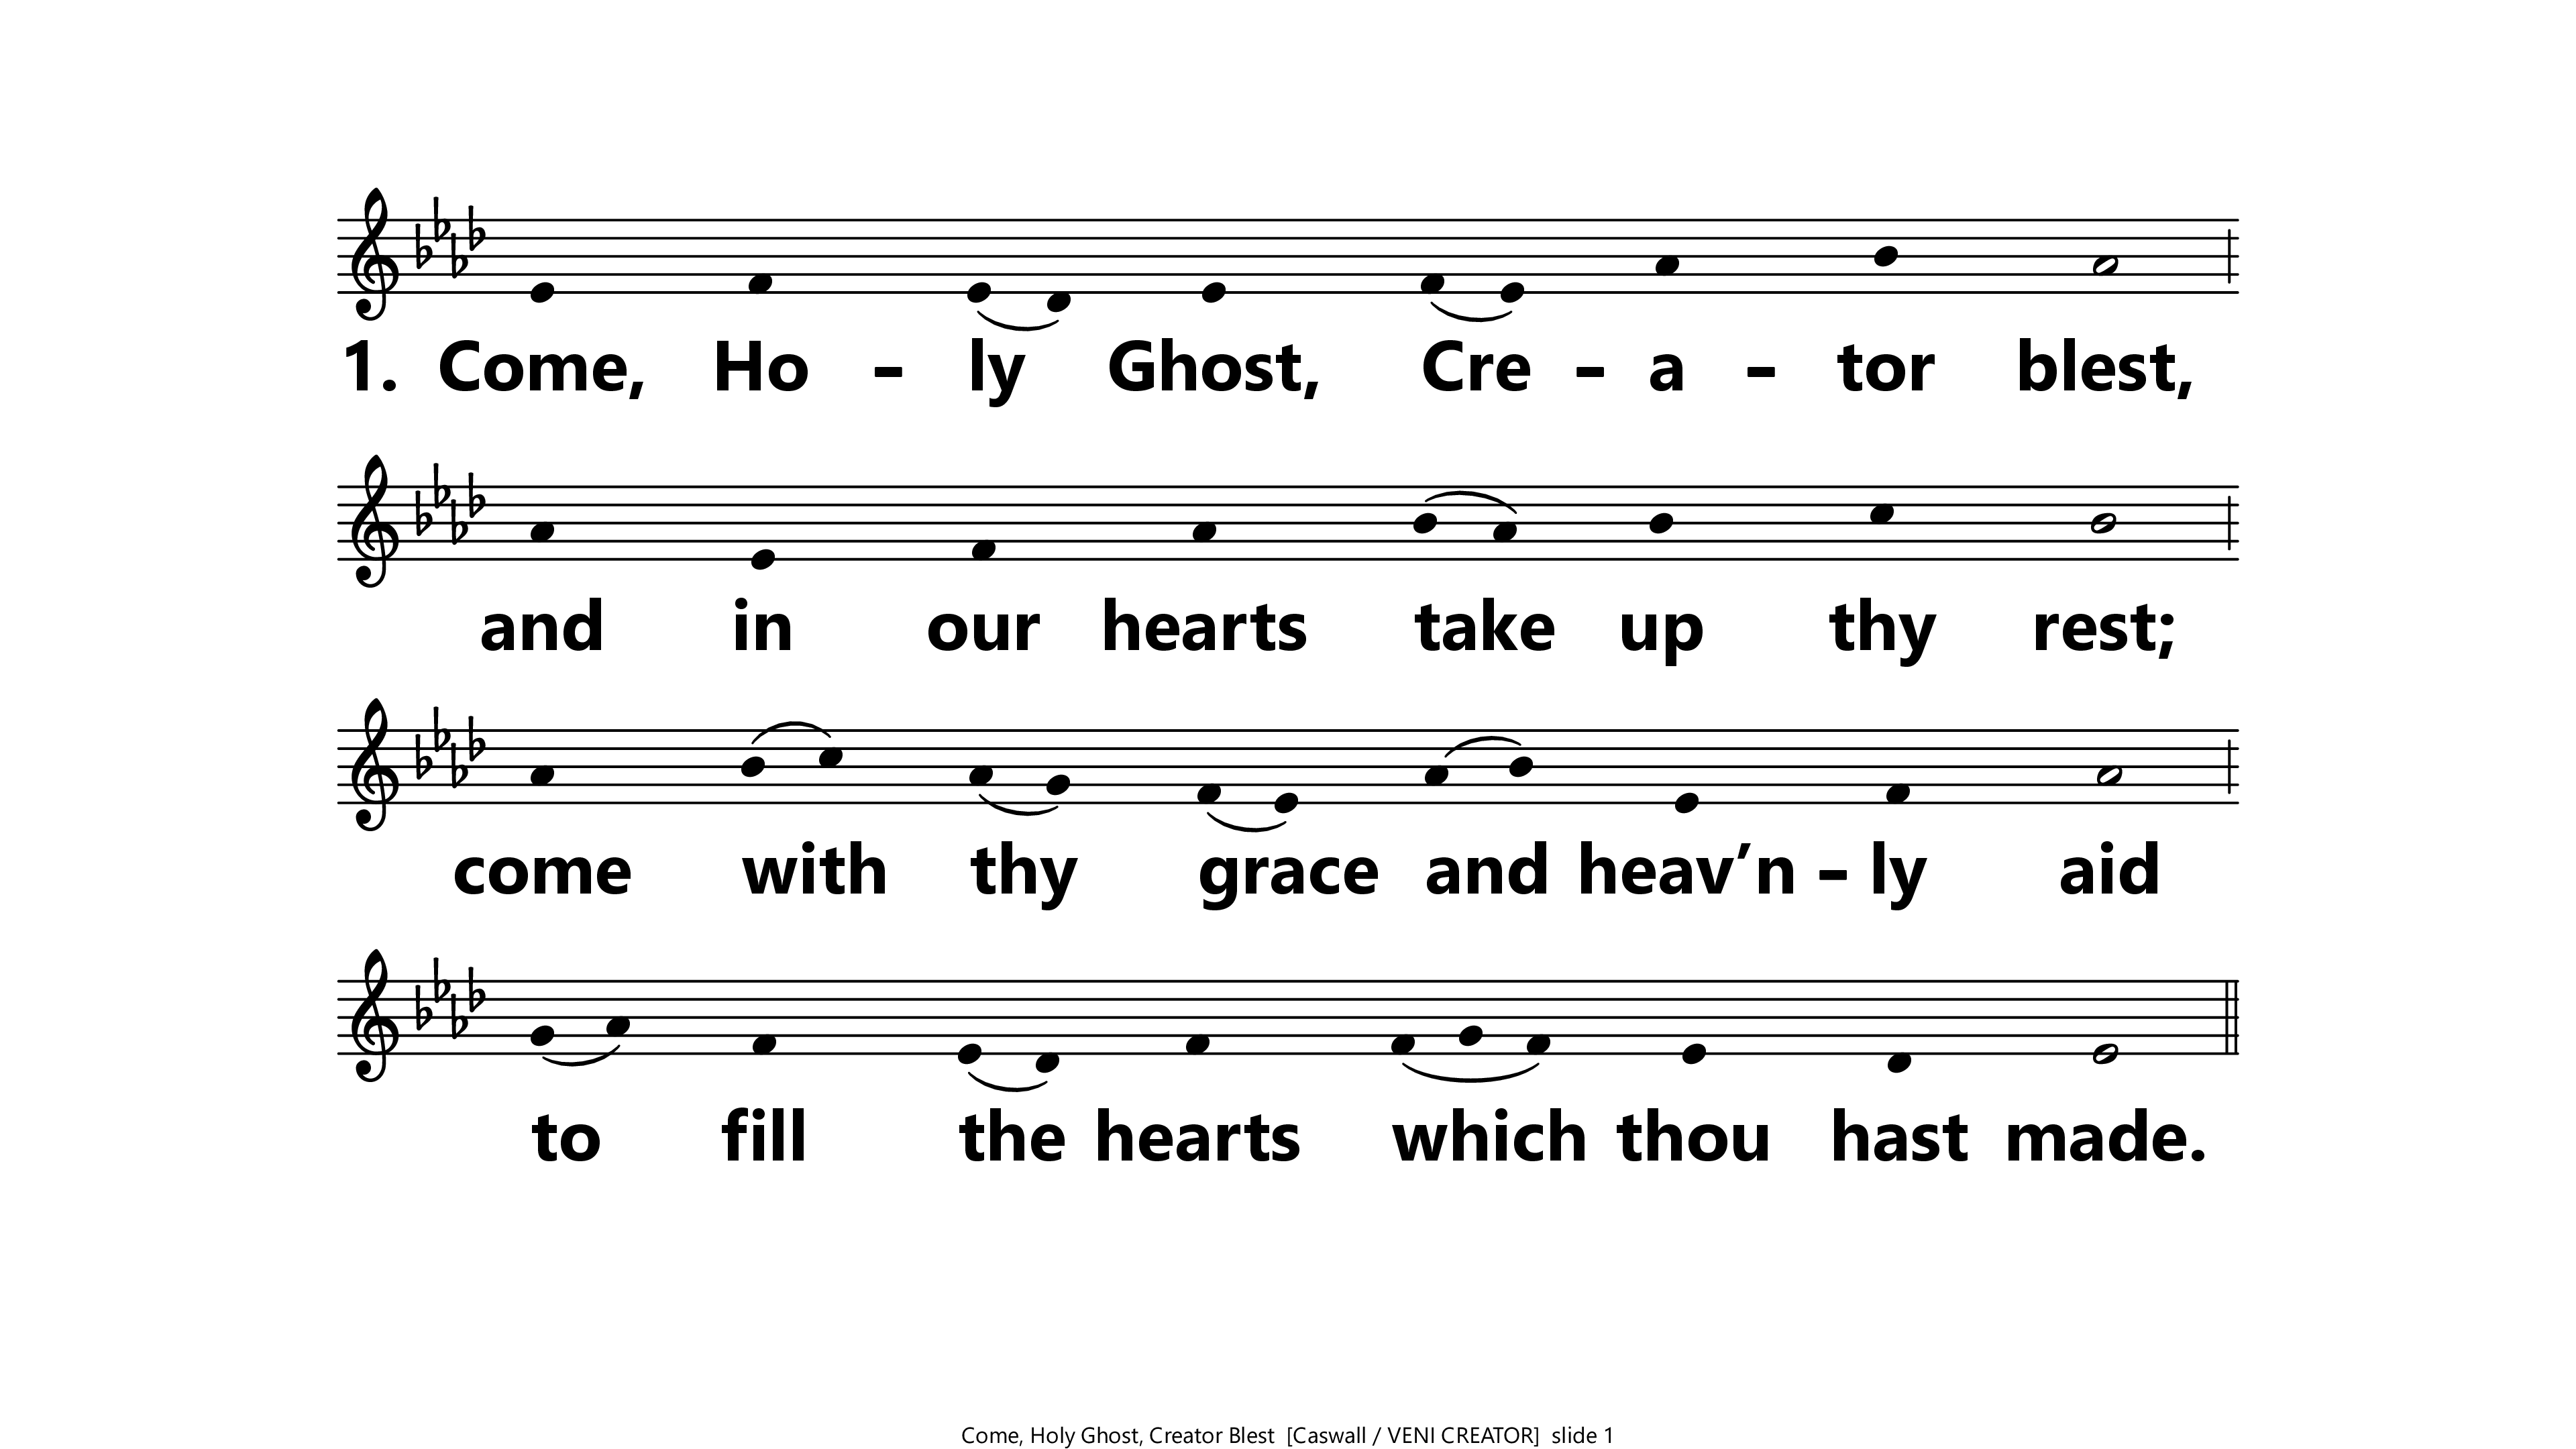 1. Come, Ho – ly Ghost, Cre – a – tor blest,
and in our hearts take up thy rest;
come with thy grace and heav’n – ly aid
to fill the hearts which thou hast made.
Come, Holy Ghost, Creator Blest [Caswall / VENI CREATOR] slide 1